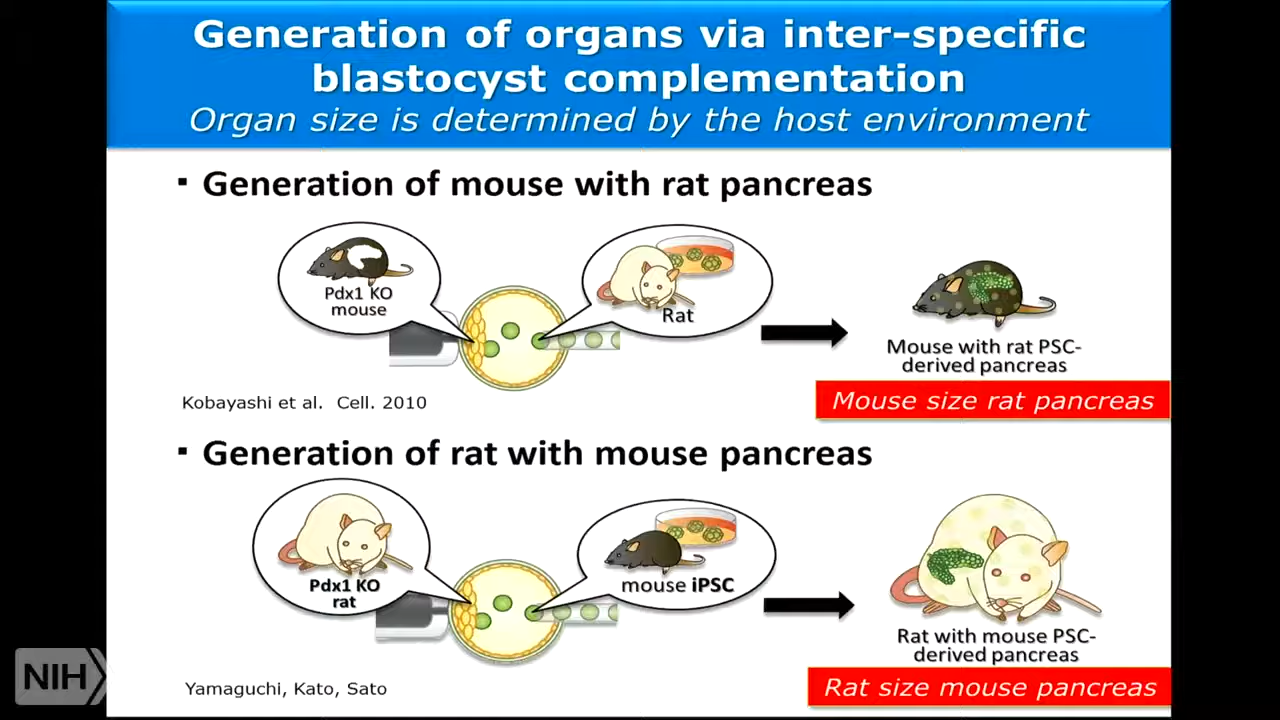 Generation of organs via inter-specific
blastocyst complementation
Organ size is determined by the host environment
▪ Generation of mouse with rat pancreas
Pdx1 KO
mouse
Rat
Mouse with rat PSC-
derived pancreas
Mouse size rat pancreas
Kobayashi et al. Cell. 2010
▪ Generation of rat with mouse pancreas
Pdx1 KO
rat
mouse iPSC
Rat with mouse PSC-
derived pancreas
Rat size mouse pancreas
Yamaguchi, Kato, Sato
NIH